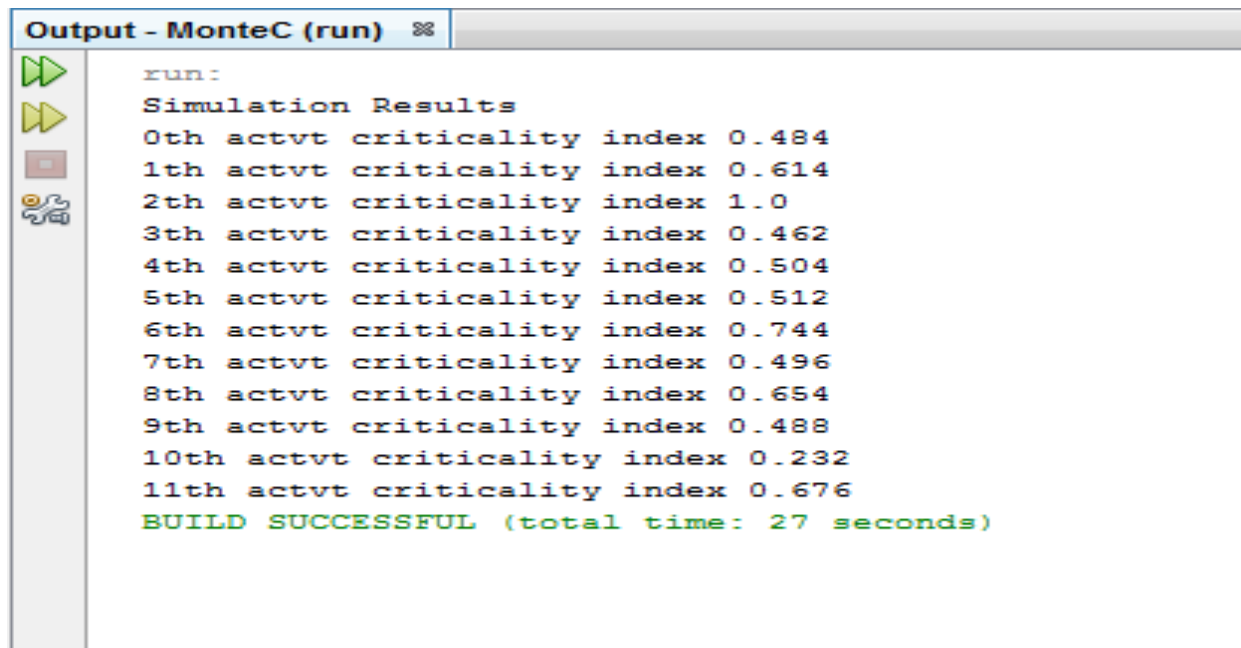 Output - MonteC (run)
run:
Simulation Results
0th actvt criticality index 0.484
1th actvt criticality index 0.614
2th actvt criticality index 1.0
3th actvt criticality index 0.462
4th actvt criticality index 0.504
5th actvt criticality index 0.512
6th actvt criticality index 0.744
7th actvt criticality index 0.496
8th actvt criticality index 0.654
9th actvt criticality index 0.488
10th actvt criticality index 0.232
11th actvt criticality index 0.676
BUILD SUCCESSFUL (total time: 27 seconds)